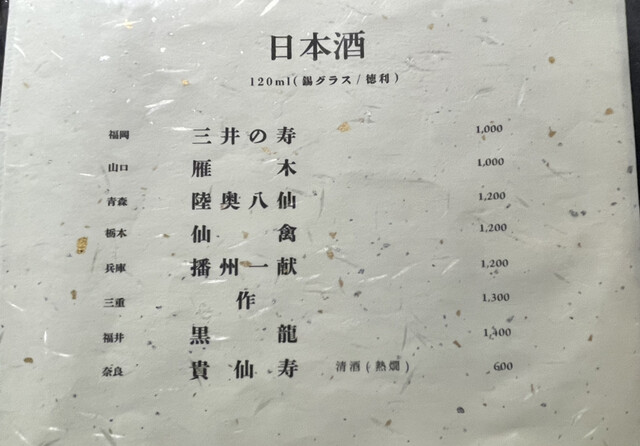 日本酒
120ml(錫グラス/徳利)
福岡 三井の寿 1,000
山口 雁木 1,000
青森 陸奥八仙 1,200
栃木 仙禽 1,200
兵庫 播州一献 1,200
三重 作 1,300
福井 黒龍 1,400
奈良 貴仙寿 清酒(熱燗) 600